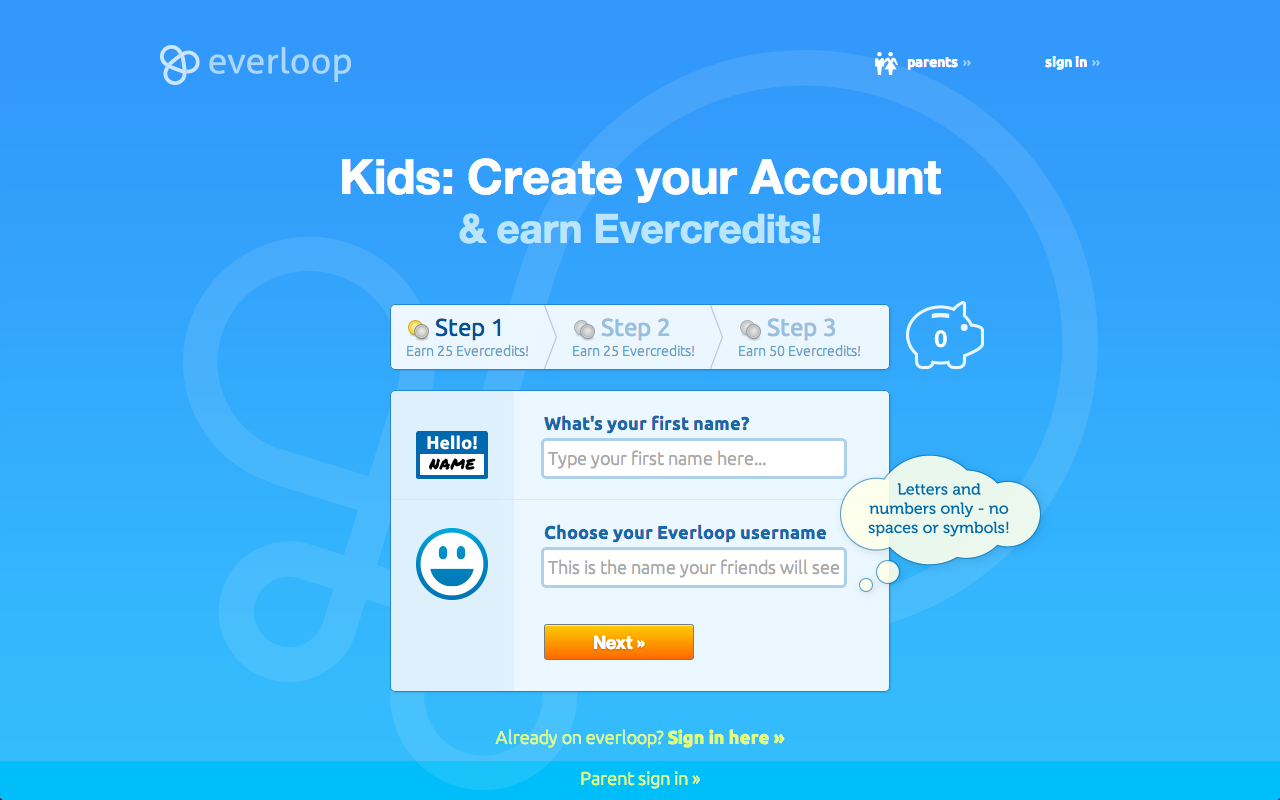 everloop
parents »
sign in »
Kids: Create your Account
& earn Evercredits!
Step 1
Earn 25 Evercredits!
Step 2
Earn 25 Evercredits!
Step 3
Earn 50 Evercredits!
0
Hello!
NAME
What's your first name?
Type your first name here...
Choose your Everloop username
This is the name your friends will see
Letters and
numbers only - no
spaces or symbols!
Next »
Already on everloop? Sign in here »
Parent sign in »